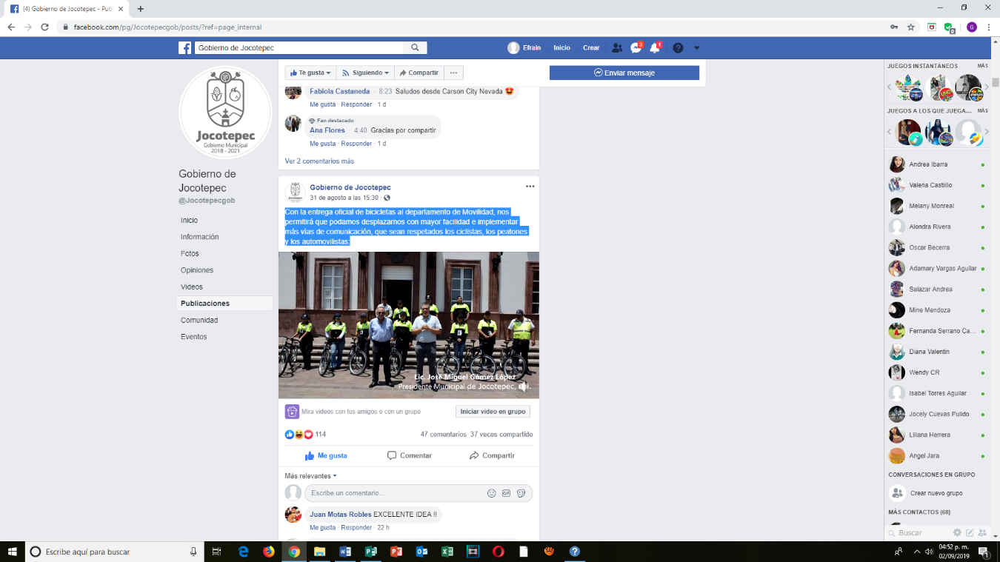 (4) Gobierno de Jocotepec - Publ
facebook.com/pg/Jocotepecgob/posts/?ref=page_internal
Gobierno de Jocotepec
Efrain
Inicio
Crear
3
1
Jocotepec
Gobierno Municipal
2018 - 2021
Gobierno de
Jocotepec
@Jocotepecgob
Inicio
Información
Fotos
Opiniones
Videos
Publicaciones
Comunidad
Eventos
Te gusta
Siguiendo
Compartir
Enviar mensaje
Fabiola Castaneda · 8:23 Saludos desde Carson City Nevada
Me gusta · Responder · 1 d
Fan destacado
Ana Flores · 4:40 Gracias por compartir
Me gusta · Responder · 1 d
Ver 2 comentarios más
Gobierno de Jocotepec
31 de agosto a las 15:30 ·
Con la entrega oficial de bicicletas al departamento de Movilidad, nos
permitirá que podamos desplazarnos con mayor facilidad e implementar
más vías de comunicación, que sean respetados los ciclistas, los peatones
y los automovilistas;
Lic. José Miguel Gómez López
Presidente Municipal de Jocotepec,
Mira videos con tus amigos o con un grupo
Iniciar video en grupo
114
47 comentarios 37 veces compartido
Me gusta
Comentar
Compartir
Más relevantes
Escribe un comentario...
GIF
Juan Motas Robles EXCELENTE IDEA !!
Me gusta · Responder · 22 h
JUEGOS INSTANTÁNEOS
MÁS
UNO
JUEGOS A LOS QUE JUEGA...
MÁS
Andrea Ibarra
Valeria Castiillo
Melany Monreal
Alondra Rivera
Oscar Becerra
Adamary Vargas Aguilar
Salazar Andrea
Mine Mendoza
Fernanda Serrano Ca...
Diana Valentin
Wendy CR
Isabel Torres Aguilar
Jocely Cuevas Pulido
Liliana Herrera
Angel Jara
CONVERSACIONES EN GRUPO
Crear nuevo grupo
MÁS CONTACTOS (68)
Buscar
Escribe aquí para buscar
04:52 p. m.
02/09/2019